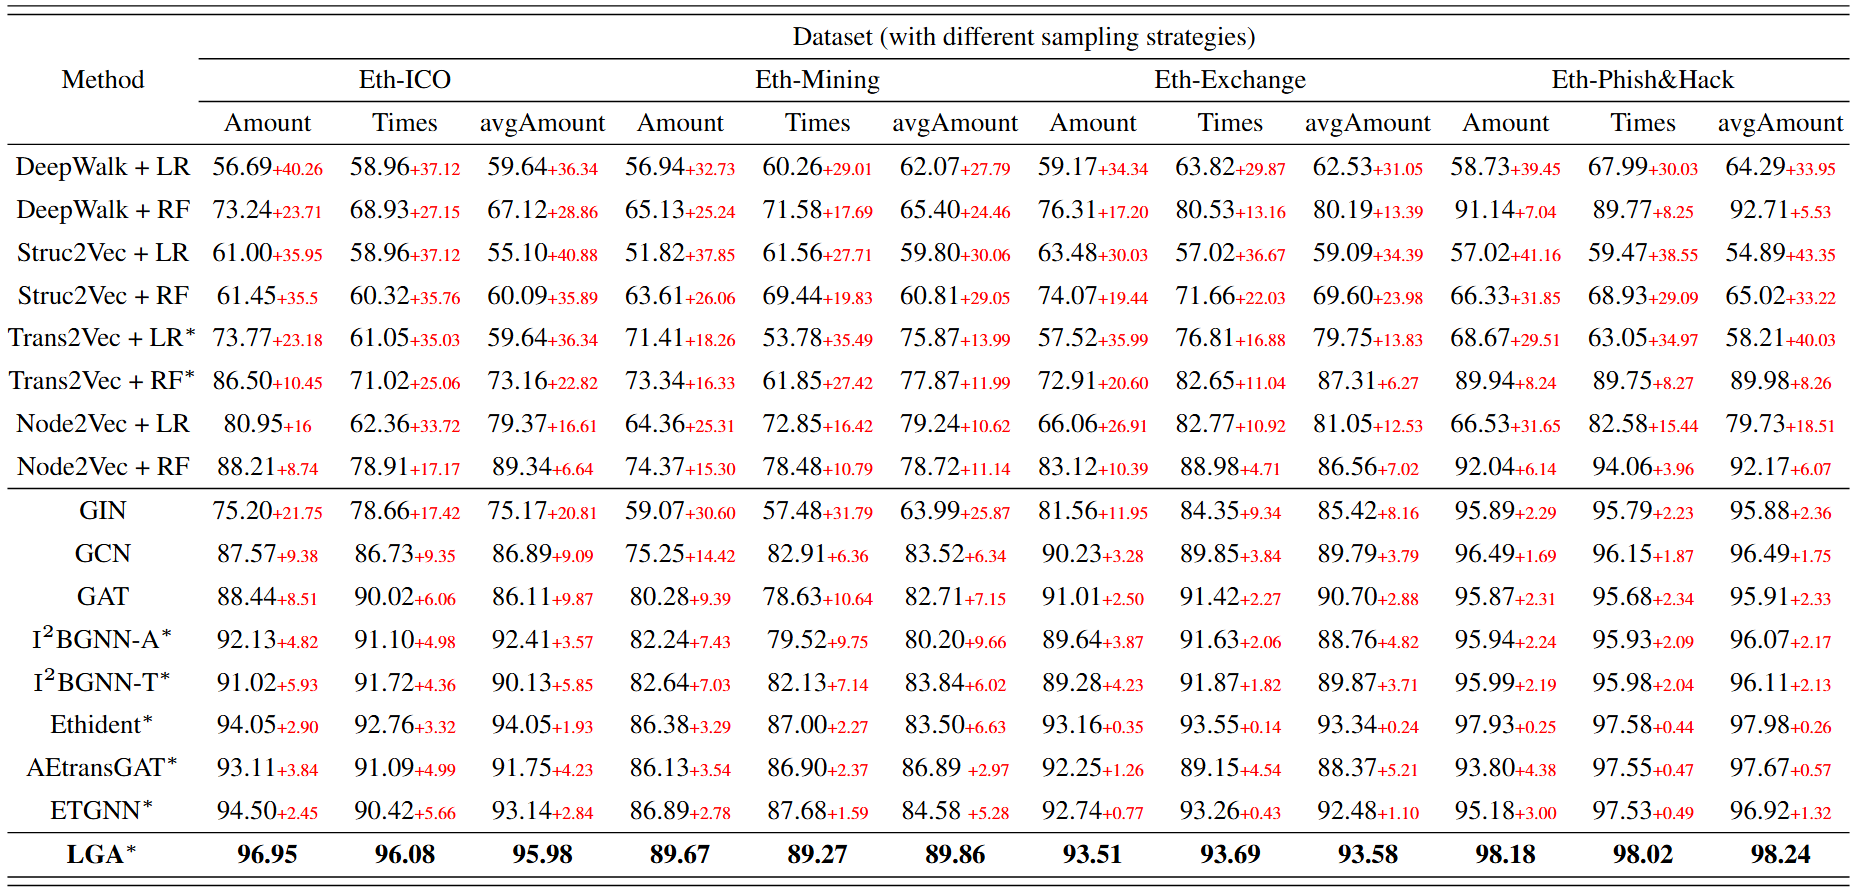 Dataset (with different sampling strategies)
Method Eth-ICO Eth-Mining Eth-Exchange Eth-Phish&Hack
Amount Times avgAmount Amount Times avgAmount Amount Times avgAmount Amount Times avgAmount
DeepWalk + LR 56.69+40.26 58.96+37.12 59.64+36.34 56.94+32.73 60.26+29.01 62.07+27.79 59.17+34.34 63.82+29.87 62.53+31.05 58.73+39.45 67.99+30.03 64.29+33.95
DeepWalk + RF 73.24+23.71 68.93+27.15 67.12+28.86 65.13+25.24 71.58+17.69 65.40+24.46 76.31+17.20 80.53+13.16 80.19+13.39 91.14+7.04 89.77+8.25 92.71+5.53
Struc2Vec + LR 61.00+35.95 58.96+37.12 55.10+40.88 51.82+37.85 61.56+27.71 59.80+30.06 63.48+30.03 57.02+36.67 59.09+34.39 57.02+41.16 59.47+38.55 54.89+43.35
Struc2Vec + RF 61.45+35.5 60.32+35.76 60.09+35.89 63.61+26.06 69.44+19.83 60.81+29.05 74.07+19.44 71.66+22.03 69.60+23.98 66.33+31.85 68.93+29.09 65.02+33.22
Trans2Vec + LR* 73.77+23.18 61.05+35.03 59.64+36.34 71.41+18.26 53.78+35.49 75.87+13.99 57.52+35.99 76.81+16.88 79.75+13.83 68.67+29.51 63.05+34.97 58.21+40.03
Trans2Vec + RF* 86.50+10.45 71.02+25.06 73.16+22.82 73.34+16.33 61.85+27.42 77.87+11.99 72.91+20.60 82.65+11.04 87.31+6.27 89.94+8.24 89.75+8.27 89.98+8.26
Node2Vec + LR 80.95+16 62.36+33.72 79.37+16.61 64.36+25.31 72.85+16.42 79.24+10.62 66.06+26.91 82.77+10.92 81.05+12.53 66.53+31.65 82.58+15.44 79.73+18.51
Node2Vec + RF 88.21+8.74 78.91+17.17 89.34+6.64 74.37+15.30 78.48+10.79 78.72+11.14 83.12+10.39 88.98+4.71 86.56+7.02 92.04+6.14 94.06+3.96 92.17+6.07
GIN 75.20+21.75 78.66+17.42 75.17+20.81 59.07+30.60 57.48+31.79 63.99+25.87 81.56+11.95 84.35+9.34 85.42+8.16 95.89+2.29 95.79+2.23 95.88+2.36
GCN 87.57+9.38 86.73+9.35 86.89+9.09 75.25+14.42 82.91+6.36 83.52+6.34 90.23+3.28 89.85+3.84 89.79+3.79 96.49+1.69 96.15+1.87 96.49+1.75
GAT 88.44+8.51 90.02+6.06 86.11+9.87 80.28+9.39 78.63+10.64 82.71+7.15 91.01+2.50 91.42+2.27 90.70+2.88 95.87+2.31 95.68+2.34 95.91+2.33
I²BGNN-A* 92.13+4.82 91.10+4.98 92.41+3.57 82.24+7.43 79.52+9.75 80.20+9.66 89.64+3.87 91.63+2.06 88.76+4.82 95.94+2.24 95.93+2.09 96.07+2.17
I²BGNN-T* 91.02+5.93 91.72+4.36 90.13+5.85 82.64+7.03 82.13+7.14 83.84+6.02 89.28+4.23 91.87+1.82 89.87+3.71 95.99+2.19 95.98+2.04 96.11+2.13
Ethident* 94.05+2.90 92.76+3.32 94.05+1.93 86.38+3.29 87.00+2.27 83.50+6.63 93.16+0.35 93.55+0.14 93.34+0.24 97.93+0.25 97.58+0.44 97.98+0.26
AEtransGAT* 93.11+3.84 91.09+4.99 91.75+4.23 86.13+3.54 86.90+2.37 86.89 +2.97 92.25+1.26 89.15+4.54 88.37+5.21 93.80+4.38 97.55+0.47 97.67+0.57
ETGNN* 94.50+2.45 90.42+5.66 93.14+2.84 86.89+2.78 87.68+1.59 84.58 +5.28 92.74+0.77 93.26+0.43 92.48+1.10 95.18+3.00 97.53+0.49 96.92+1.32
LGA* 96.95 96.08 95.98 89.67 89.27 89.86 93.51 93.69 93.58 98.18 98.02 98.24